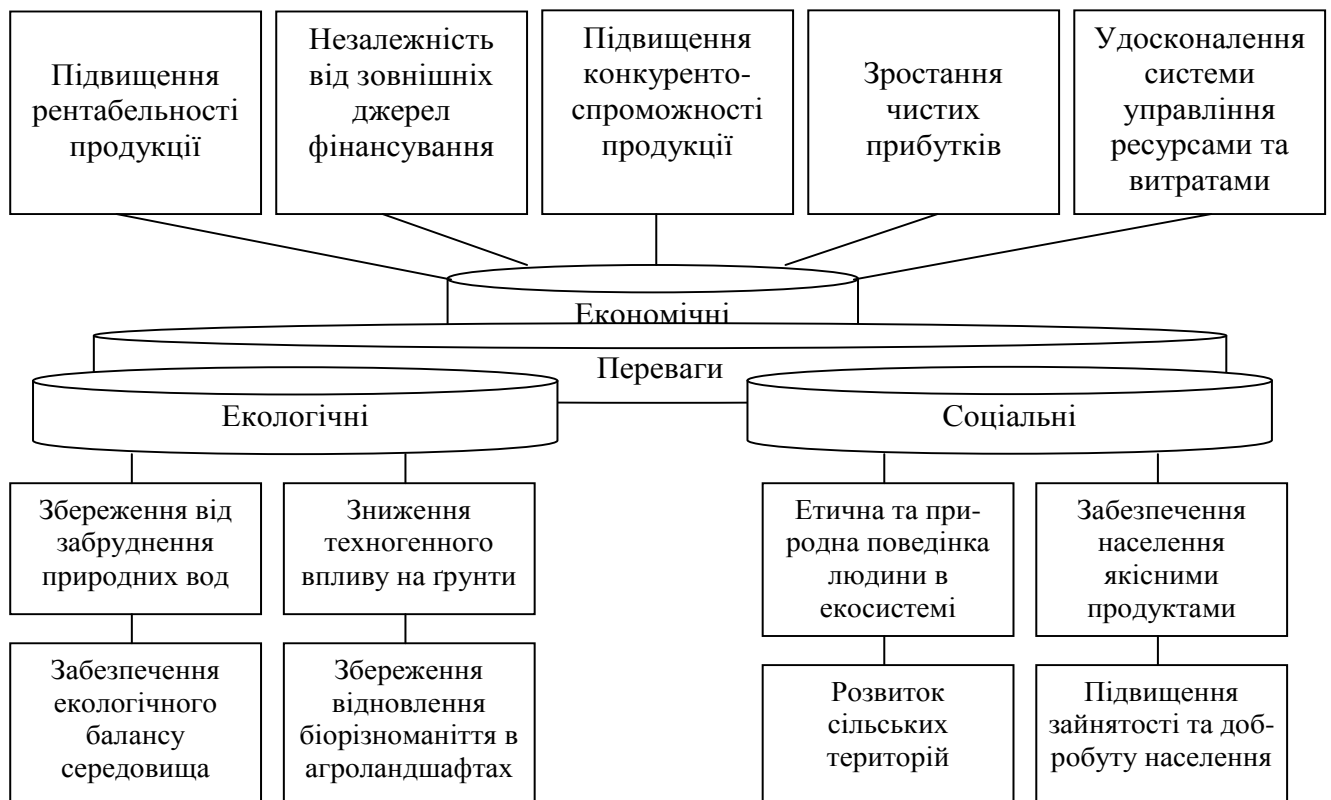 Підвищення
рентабельності
продукції
Незалежність
від зовнішніх
джерел
фінансування
Підвищення
конкуренто-
спроможності
продукції
Зростання
чистих
прибутків
Удосконалення
системи
управління
ресурсами та
витратами
Економічні
Переваги
Екологічні
Соціальні
Збереження від
забруднення
природних вод
Зниження
техногенного
впливу на ґрунти
Етична та при-
родна поведінка
людини в
екосистемі
Забезпечення
населення
якісними
продуктами
Забезпечення
екологічного
балансу
середовища
Збереження
відновлення
біорізноманіття в
агроландшафтах
Розвиток
сільських
територій
Підвищення
зайнятості та доб-
робуту населення